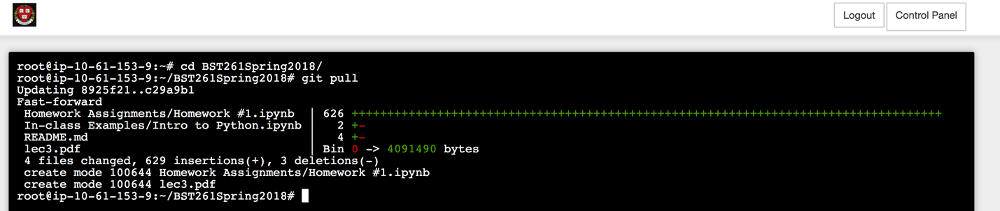 Logout Control Panel
root@ip-10-61-153-9:~# cd BST261Spring2018/
root@ip-10-61-153-9:~/BST261Spring2018# git pull
Updating 8925f21..c29a9b1
Fast-forward
 Homework Assignments/Homework #1.ipynb   | 626 +++++++++++++++++++++++++++++++++++++++++++++++++++++++++++++++++++++++++++++++++++
 In-class Examples/Intro to Python.ipynb |   2 +-
 README.md                               |   4 +-
 lec3.pdf                                | Bin 0 -> 4091490 bytes
 4 files changed, 629 insertions(+), 3 deletions(-)
 create mode 100644 Homework Assignments/Homework #1.ipynb
 create mode 100644 lec3.pdf
root@ip-10-61-153-9:~/BST261Spring2018#